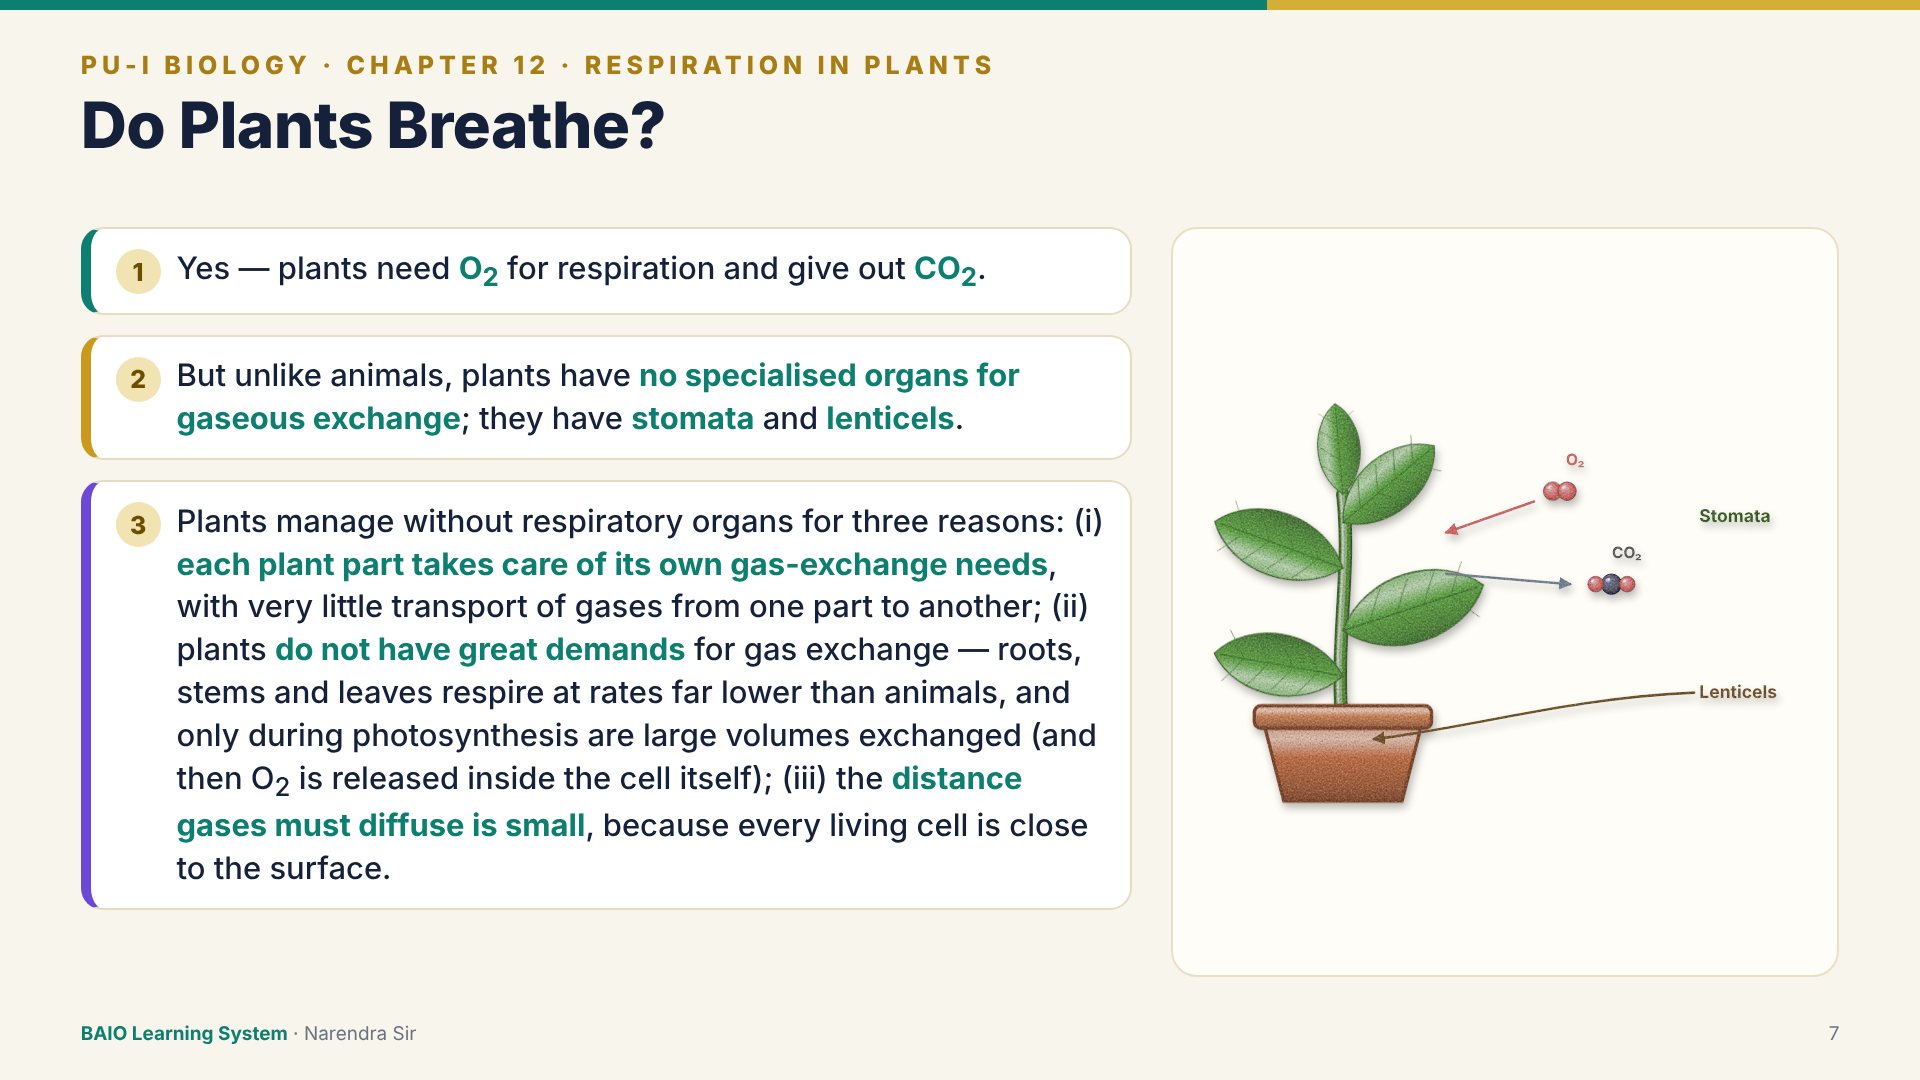 PU-I BIOLOGY · CHAPTER 12 · RESPIRATION IN PLANTS
Do Plants Breathe?
1
Yes — plants need O₂ for respiration and give out CO₂.
2
But unlike animals, plants have no specialised organs for
gaseous exchange; they have stomata and lenticels.
3
Plants manage without respiratory organs for three reasons: (i)
each plant part takes care of its own gas-exchange needs,
with very little transport of gases from one part to another; (ii)
plants do not have great demands for gas exchange — roots,
stems and leaves respire at rates far lower than animals, and
only during photosynthesis are large volumes exchanged (and
then O₂ is released inside the cell itself); (iii) the distance
gases must diffuse is small, because every living cell is close
to the surface.
O₂
Stomata
CO₂
Lenticels
BAIO Learning System · Narendra Sir
7